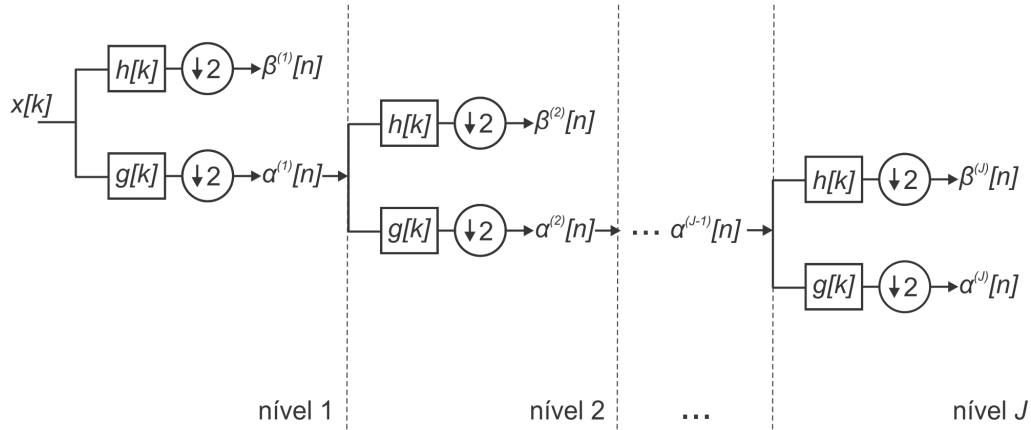 x[k]
h[k]
↓2
β⁽¹⁾[n]
g[k]
↓2
α⁽¹⁾[n]
h[k]
↓2
β⁽²⁾[n]
g[k]
↓2
α⁽²⁾[n]
... α⁽ᴶ⁻¹⁾[n]
h[k]
↓2
β⁽ᴶ⁾[n]
g[k]
↓2
α⁽ᴶ⁾[n]
nível 1
nível 2
...
nível J